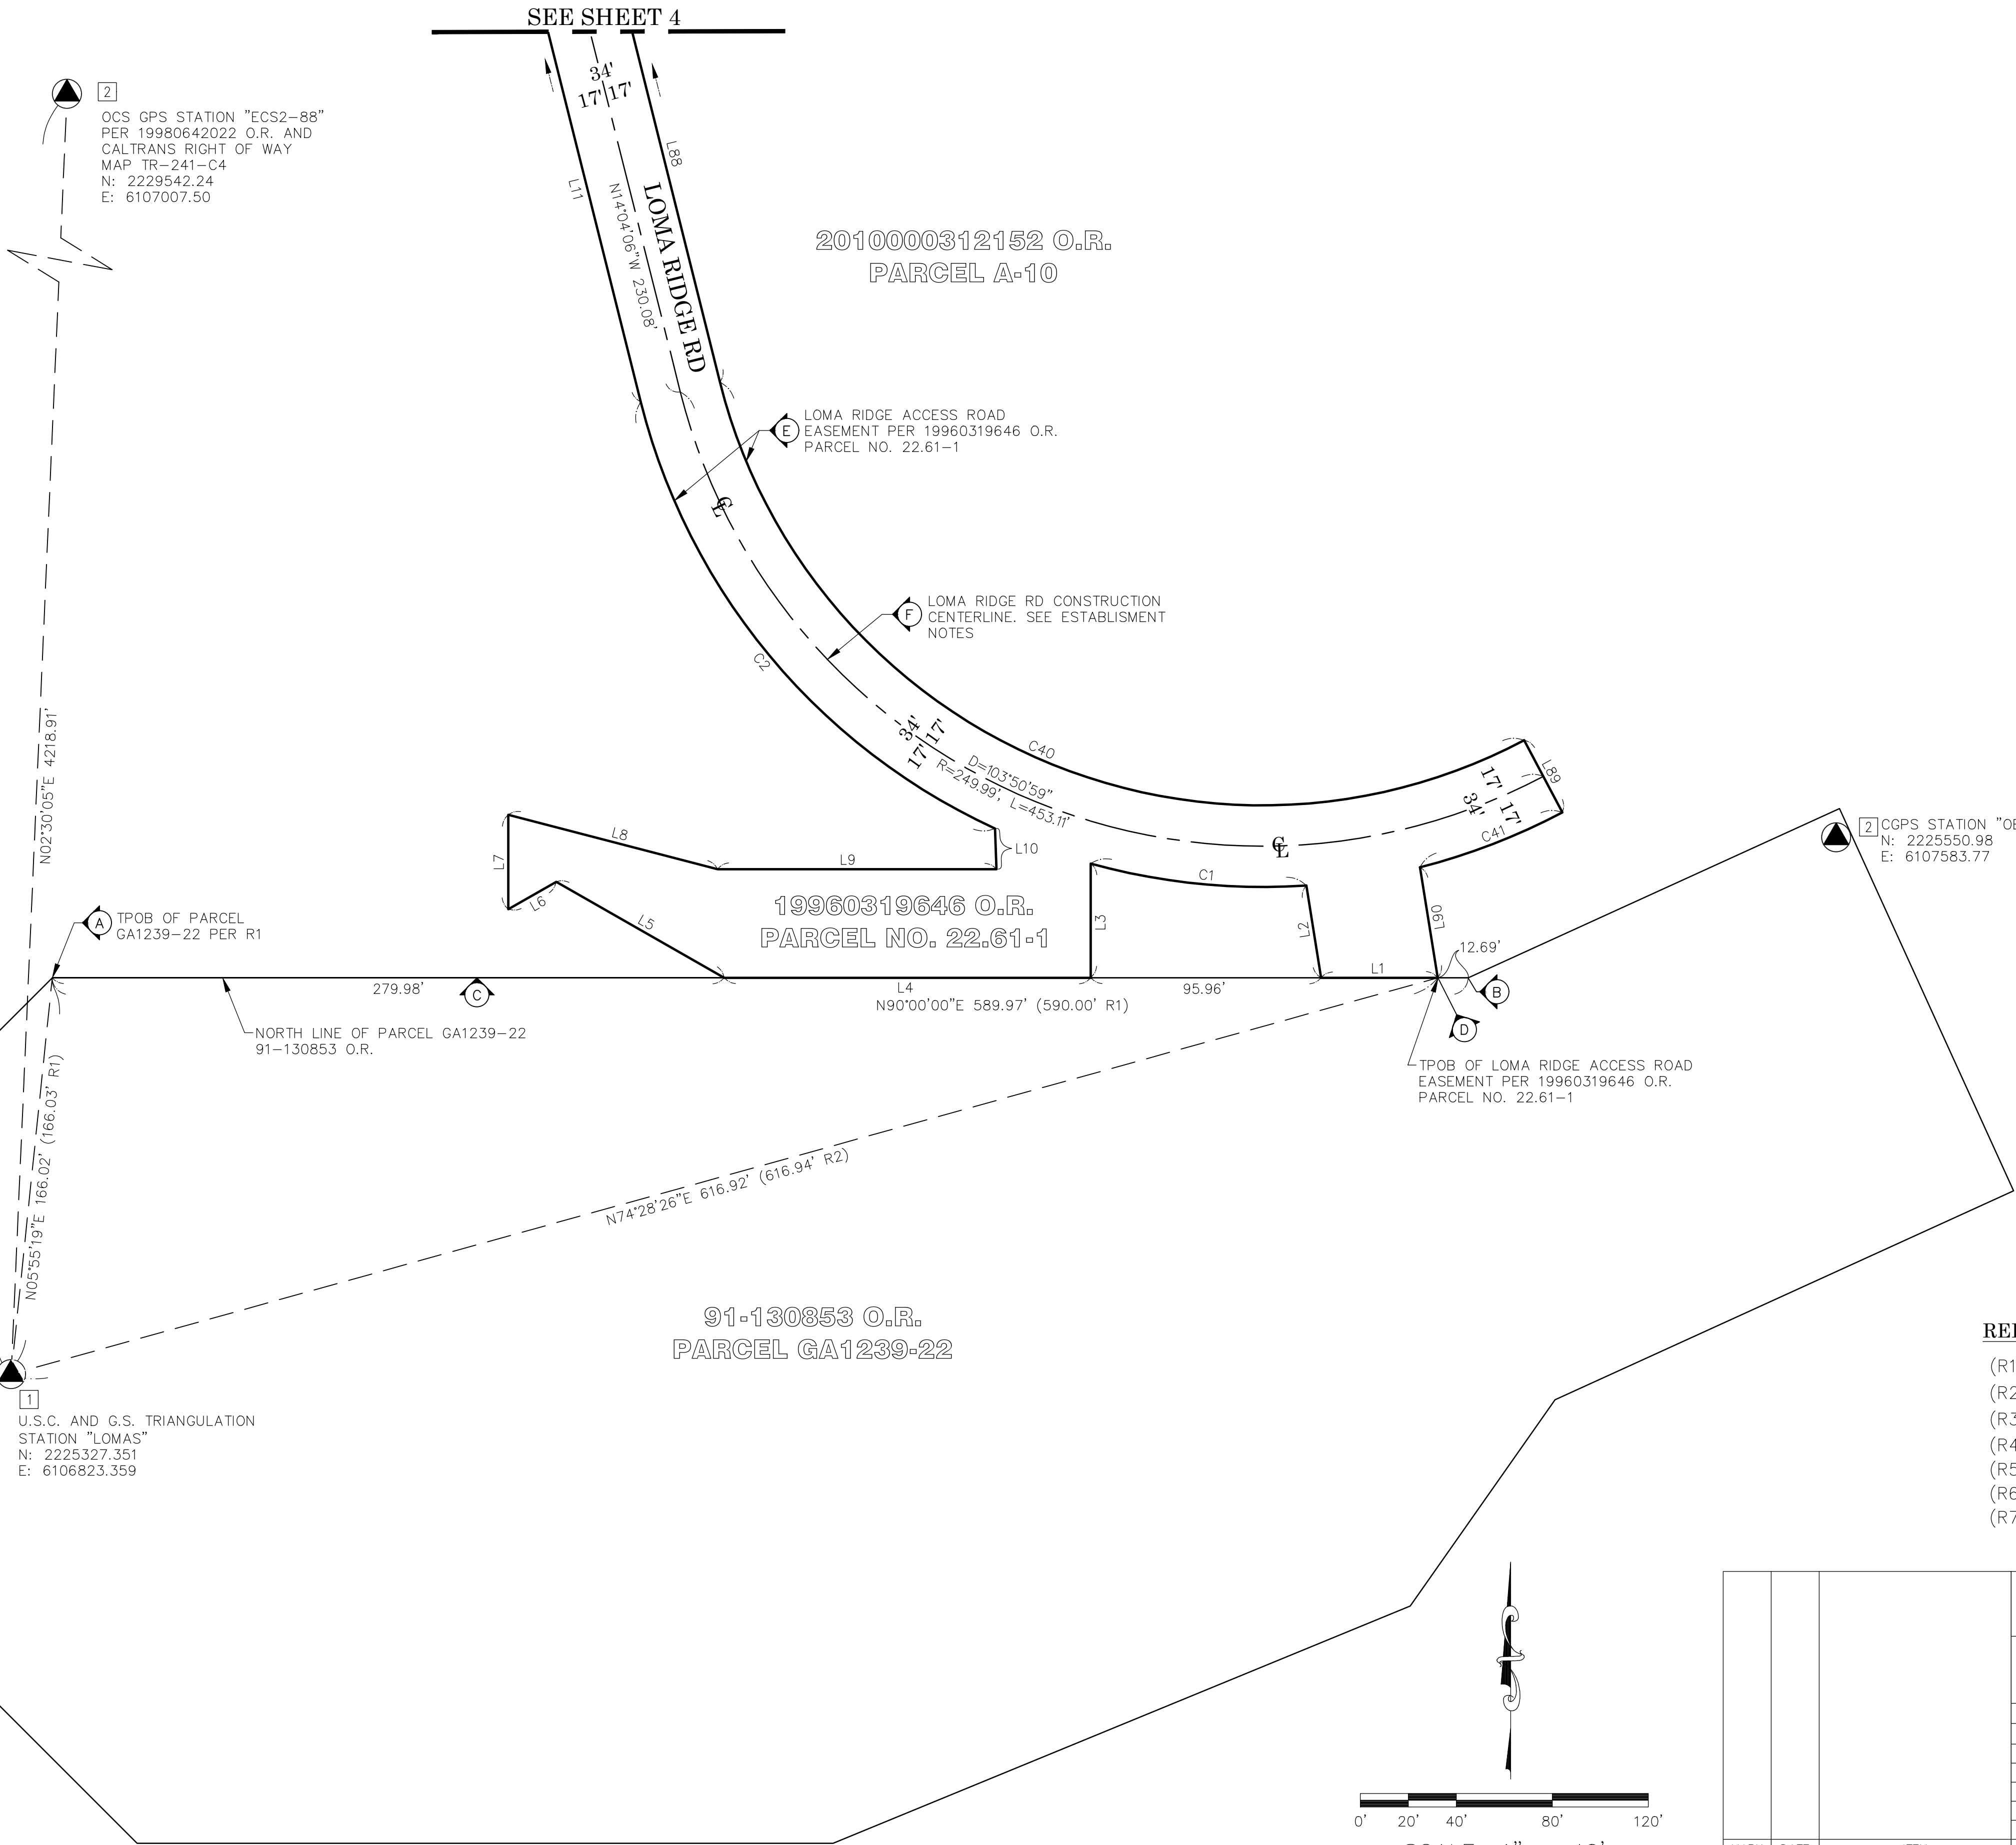 SEE SHEET 4
2
OCS GPS STATION "ECS2-88"
PER 19980642022 O.R. AND
CALTRANS RIGHT OF WAY
MAP TR-241-C4
N: 2229542.24
E: 6107007.50
34'
17' 17'
L11
L88
N14°04'06"W 230.08'
LOMA RIDGE RD
2010000312152 O.R.
PARCEL A-10
E
LOMA RIDGE ACCESS ROAD
EASEMENT PER 19960319646 O.R.
PARCEL NO. 22.61-1
℄
F
LOMA RIDGE RD CONSTRUCTION
CENTERLINE. SEE ESTABLISMENT
NOTES
C2
N02°30'05"E 4218.91'
34'
17' 17'
C40
D=103°50'59"
R=249.99', L=453.11'
L89
17'
34' 17'
C41
℄
2
CGPS STATION "OE
N: 2225550.98
E: 6107583.77
L7
L8
L9
L10
L6
L5
C1
L3
L2
L90
19960319646 O.R.
PARCEL NO. 22.61-1
A
TPOB OF PARCEL
GA1239-22 PER R1
12.69'
L1
279.98'
C
L4
95.96'
B
N90°00'00"E 589.97' (590.00' R1)
D
NORTH LINE OF PARCEL GA1239-22
91-130853 O.R.
TPOB OF LOMA RIDGE ACCESS ROAD
EASEMENT PER 19960319646 O.R.
PARCEL NO. 22.61-1
N05°55'19"E 166.02' (166.03' R1)
N74°28'26"E 616.92' (616.94' R2)
91-130853 O.R.
PARCEL GA1239-22
1
U.S.C. AND G.S. TRIANGULATION
STATION "LOMAS"
N: 2225327.351
E: 6106823.359
(R1
(R2
(R3
(R4
(R5
(R6
(R7
0' 20' 40' 80' 120'